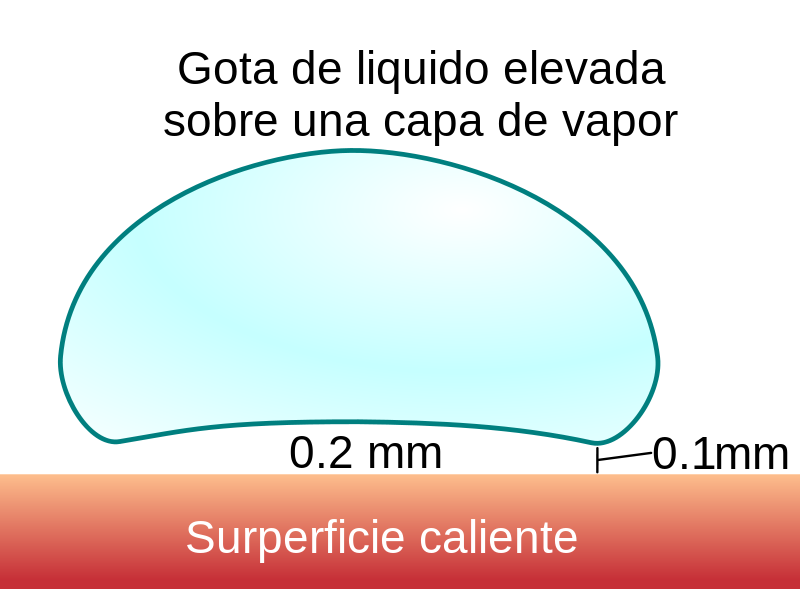 Gota de liquido elevada
sobre una capa de vapor
0.2 mm
0.1mm
Surperficie caliente